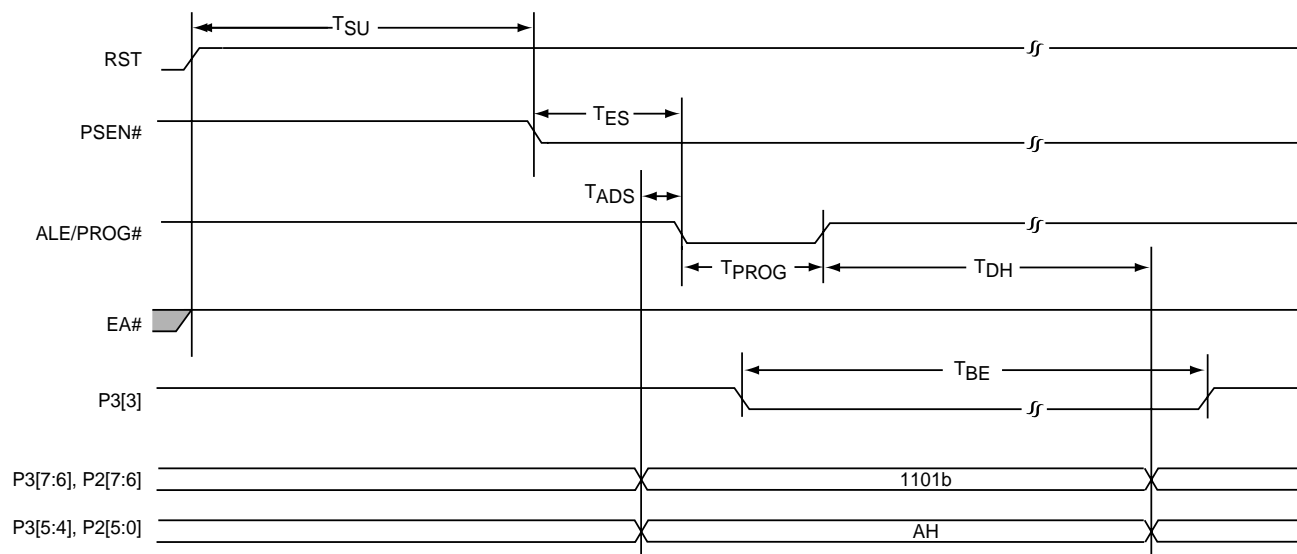 TSU
RST
TES
PSEN#
TADS
ALE/PROG#
TPROG
TDH
EA#
TBE
P3[3]
P3[7:6], P2[7:6]
1101b
P3[5:4], P2[5:0]
AH